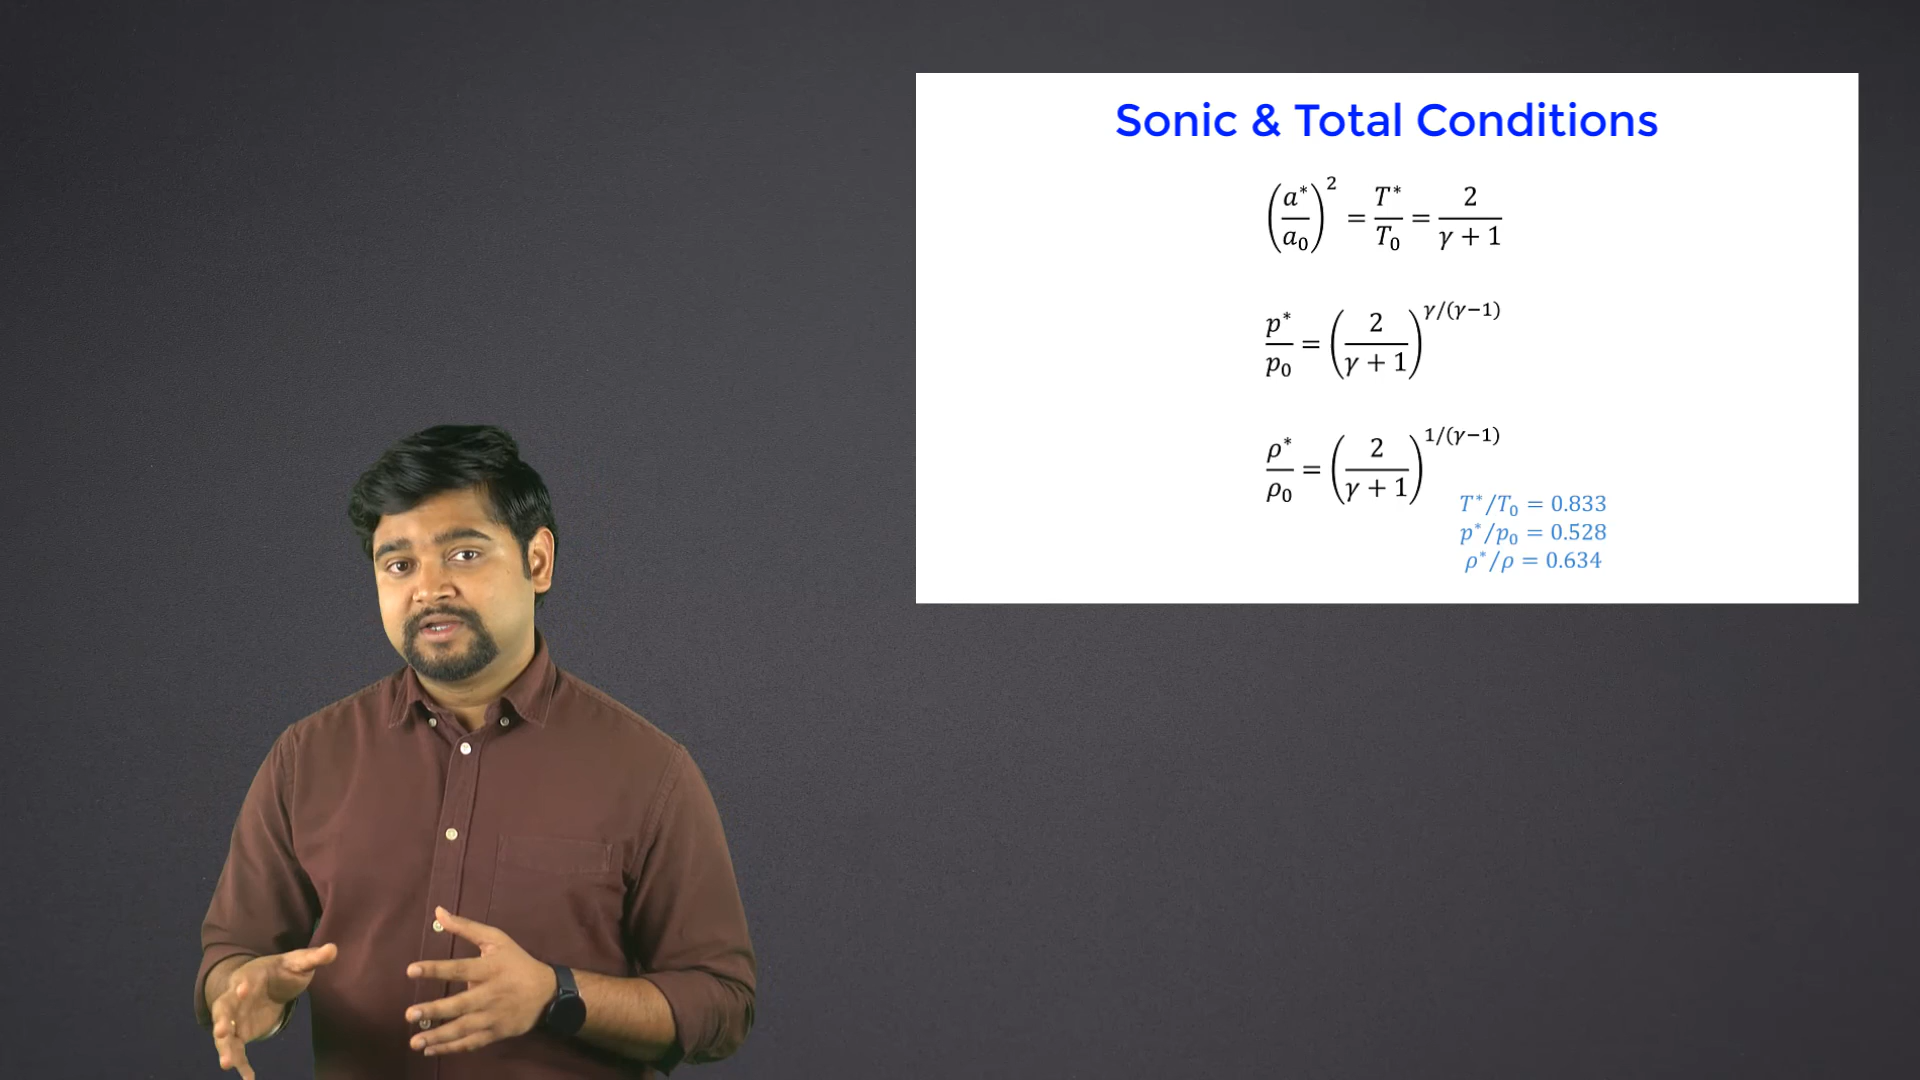 Sonic & Total Conditions
(a*/a₀)² = T*/T₀ = 2/(γ + 1)
p*/p₀ = (2/(γ + 1))^(γ/(γ−1))
ρ*/ρ₀ = (2/(γ + 1))^(1/(γ−1))
T*/T₀ = 0.833
p*/p₀ = 0.528
ρ*/ρ = 0.634